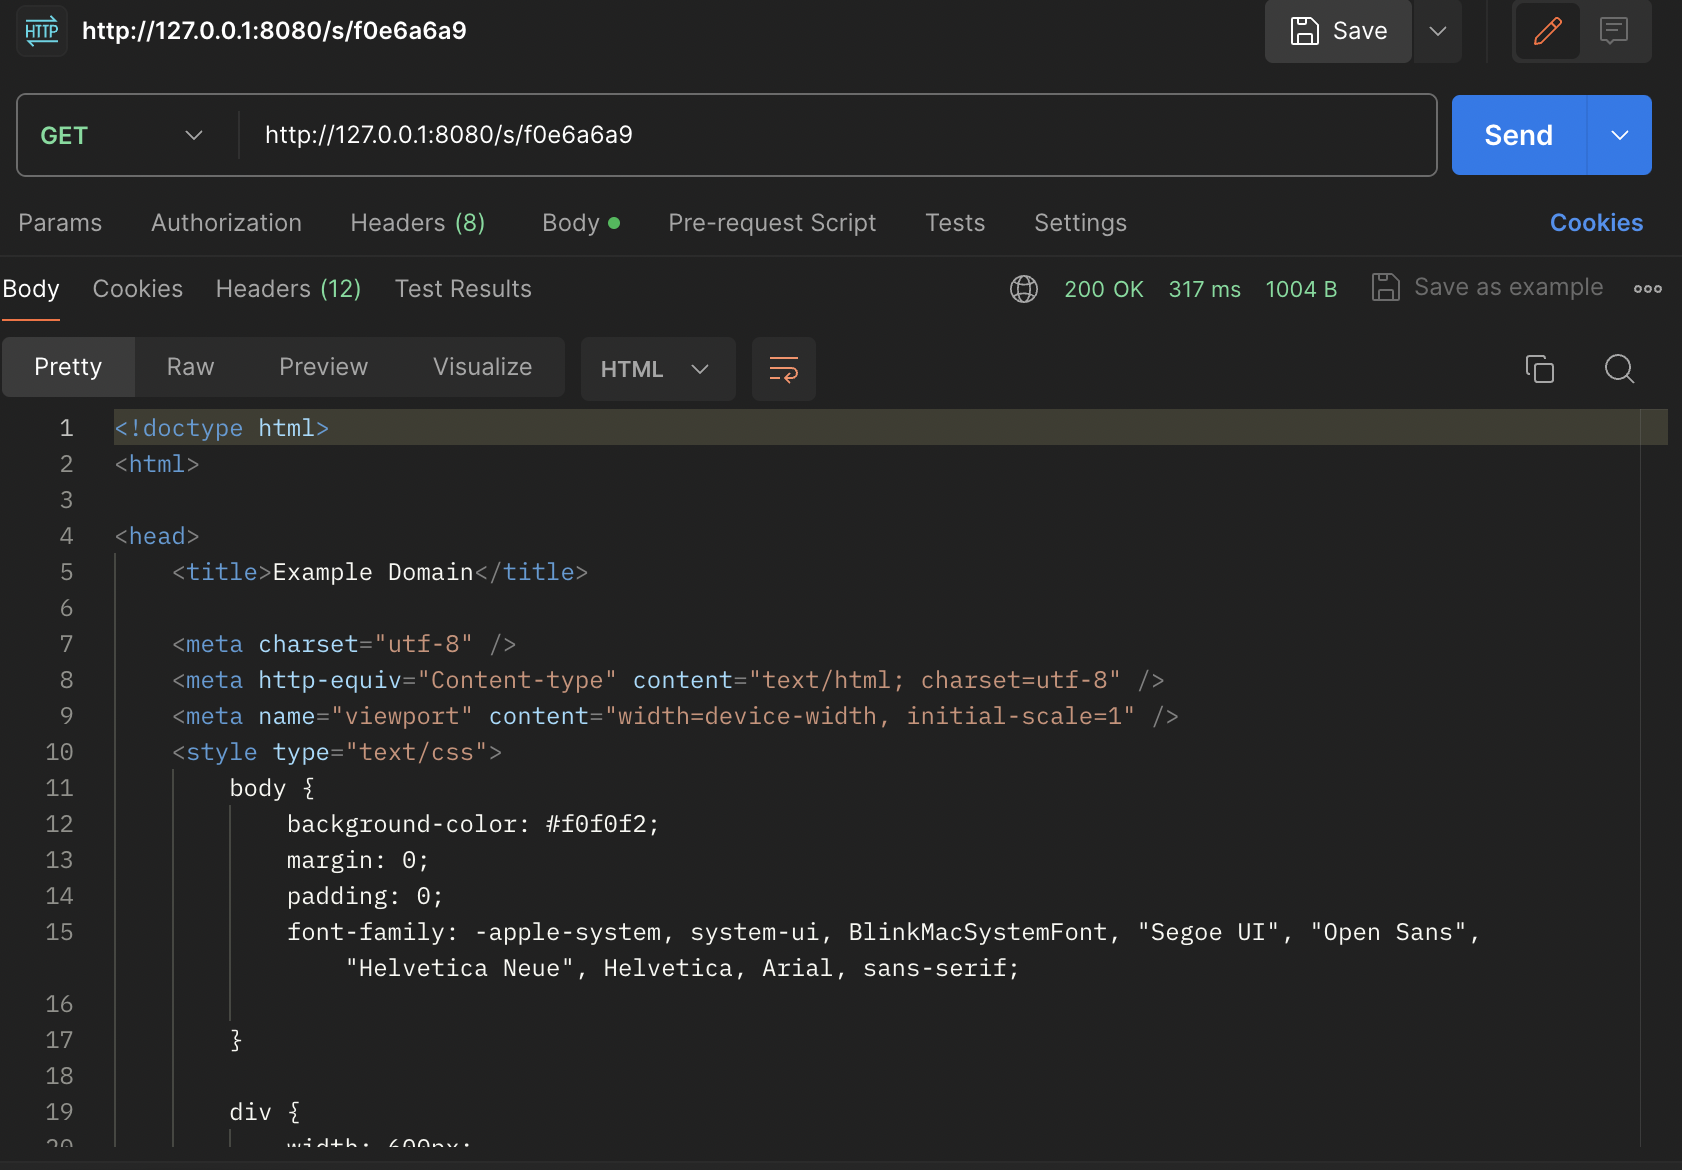 HTTP http://127.0.0.1:8080/s/f0e6a6a9 Save
GET http://127.0.0.1:8080/s/f0e6a6a9 Send
Params Authorization Headers (8) Body Pre-request Script Tests Settings Cookies
Body Cookies Headers (12) Test Results 200 OK 317 ms 1004 B Save as example
Pretty Raw Preview Visualize HTML
1 <!doctype html>
2 <html>
3
4 <head>
5 <title>Example Domain</title>
6
7 <meta charset="utf-8" />
8 <meta http-equiv="Content-type" content="text/html; charset=utf-8" />
9 <meta name="viewport" content="width=device-width, initial-scale=1" />
10 <style type="text/css">
11 body {
12 background-color: #f0f0f2;
13 margin: 0;
14 padding: 0;
15 font-family: -apple-system, system-ui, BlinkMacSystemFont, "Segoe UI", "Open Sans",
"Helvetica Neue", Helvetica, Arial, sans-serif;
16
17 }
18
19 div {
20 width: 600px;